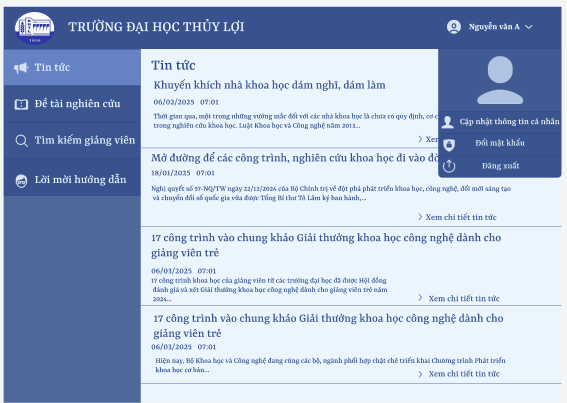 1959
TRƯỜNG ĐẠI HỌC THỦY LỢI
Nguyễn văn A
Tin tức
Đề tài nghiên cứu
Tìm kiếm giảng viên
Lời mời hướng dẫn
Tin tức
Khuyến khích nhà khoa học dám nghĩ, dám làm
06/02/2025 07:01
Thời gian qua, một trong những vướng mắc đối với các nhà khoa học là chưa có quy định, cơ c
trong nghiên cứu khoa học. Luật Khoa học và Công nghệ năm 2013...
> Xer
Cập nhật thông tin cá nhân
Đổi mật khẩu
Đăng xuất
Mở đường để các công trình, nghiên cứu khoa học đi vào đờ
18/01/2025 07:01
Nghị quyết số 57-NQ/TW ngày 22/12/2024 của Bộ Chính trị về đột phá phát triển khoa học, công nghệ, đổi mới sáng tạo
và chuyển đổi số quốc gia vừa được Tổng Bí thư Tô Lâm ký ban hành,...
> Xem chi tiết tin tức
17 công trình vào chung khảo Giải thưởng khoa học công nghệ dành cho
giảng viên trẻ
06/03/2025 07:01
17 công trình khoa học của giảng viên từ các trường đại học đã được Hội đồng
đánh giá và xét Giải thưởng khoa học công nghệ dành cho giảng viên trẻ năm
2024...
> Xem chi tiết tin tức
17 công trình vào chung khảo Giải thưởng khoa học công nghệ dành cho
giảng viên trẻ
06/03/2025 07:01
Hiện nay, Bộ Khoa học và Công nghệ đang cùng các bộ, ngành phối hợp chặt chẽ triển khai Chương trình Phát triển
khoa học cơ bản...
> Xem chi tiết tin tức